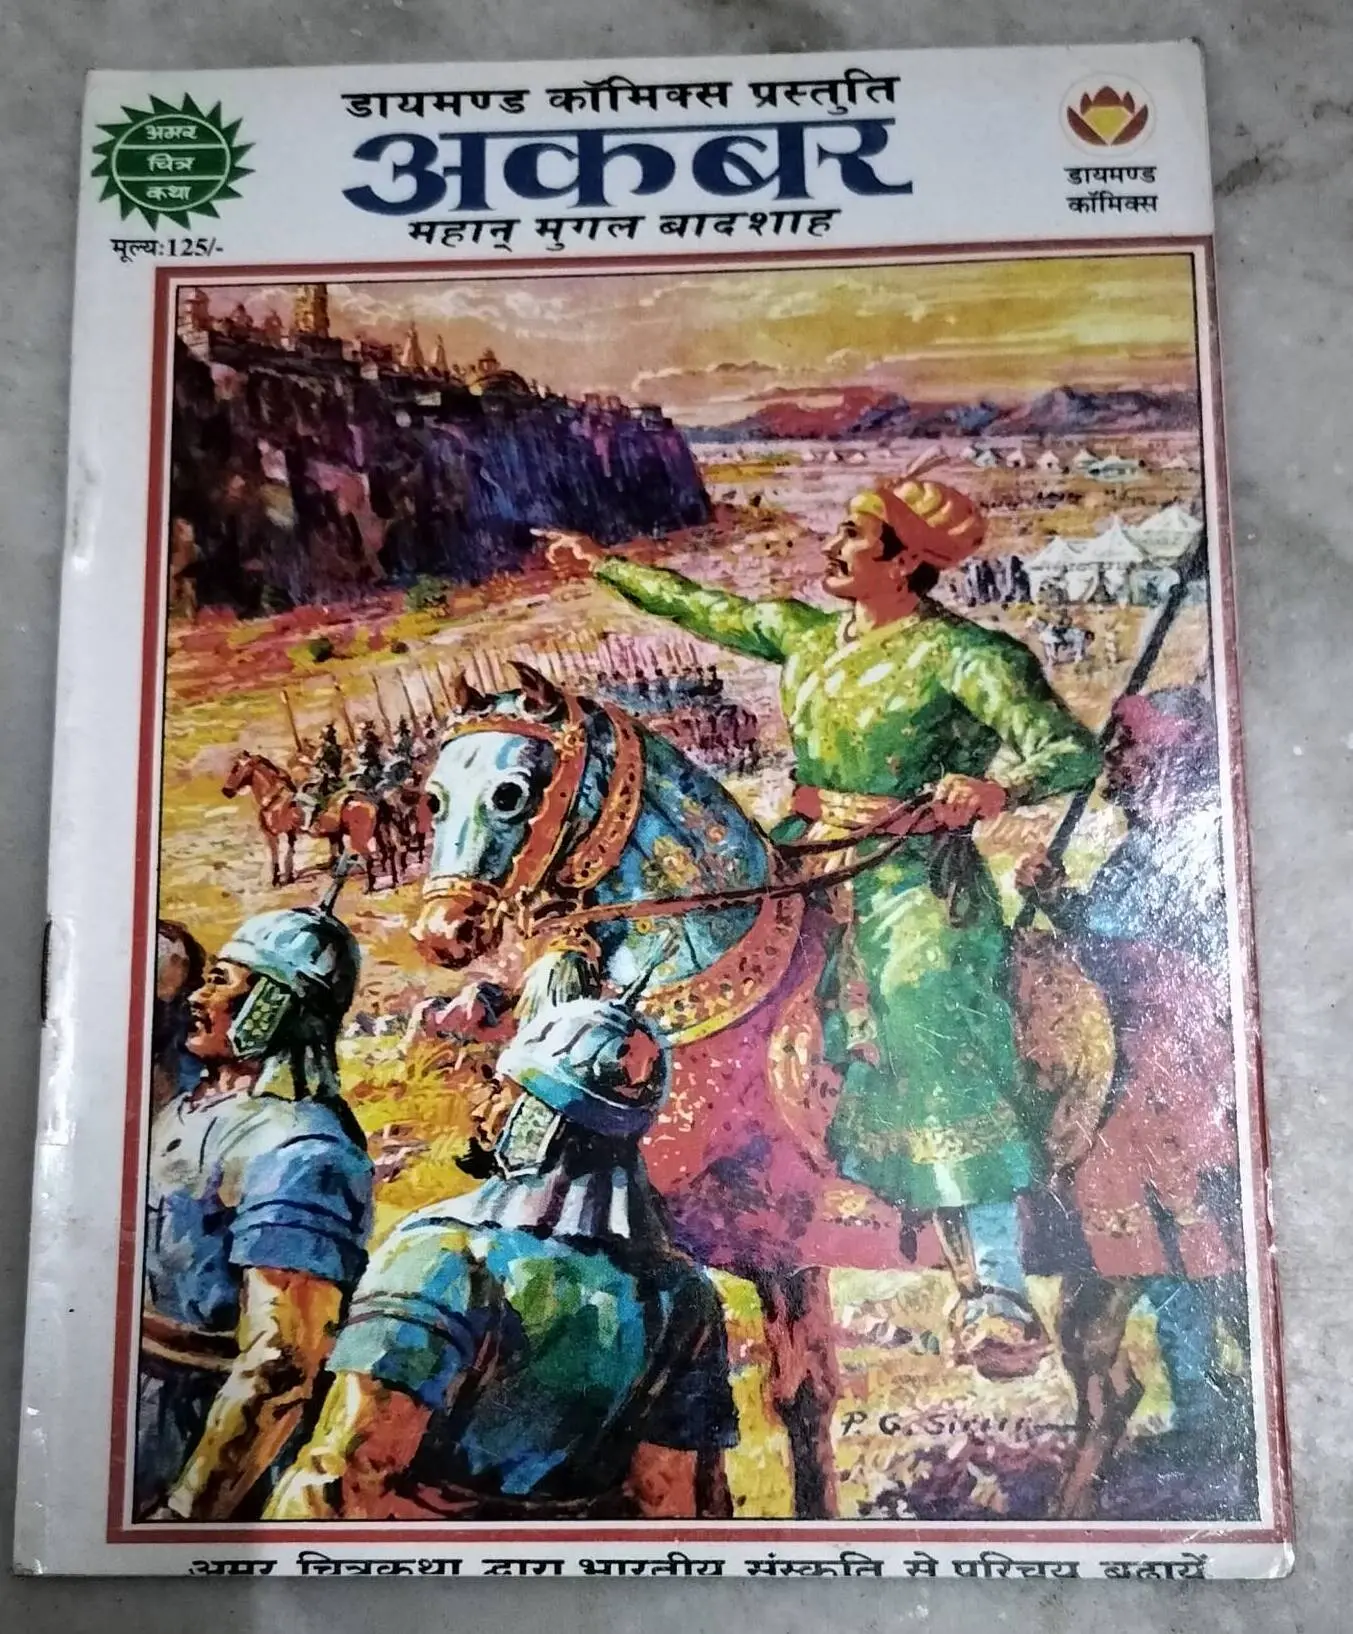 डायमण्ड कॉमिक्स प्रस्तुति
अमर
चित्र
कथा
अकबर
महान् मुगल बादशाह
डायमण्ड
कॉमिक्स
मूल्य:125/-
P. G. Sirur
अमर चित्रकथा द्वारा भारतीय संस्कृति से परिचय बढ़ायें